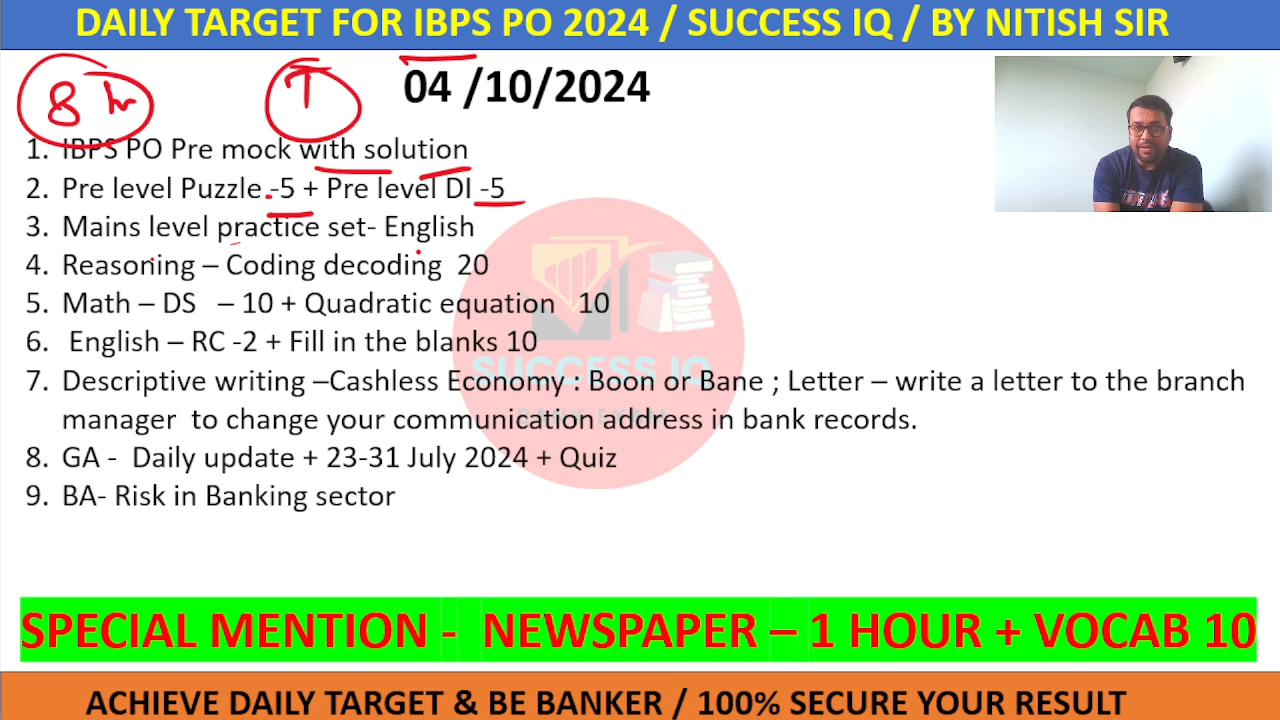 DAILY TARGET FOR IBPS PO 2024 / SUCCESS IQ / BY NITISH SIR
8 hr
T
04 /10/2024
1. IBPS PO Pre mock with solution
2. Pre level Puzzle -5 + Pre level DI -5
3. Mains level practice set- English
4. Reasoning – Coding decoding 20
5. Math – DS – 10 + Quadratic equation 10
6. English – RC -2 + Fill in the blanks 10
SUCCESS IQ
7. Descriptive writing –Cashless Economy : Boon or Bane ; Letter – write a letter to the branch
manager to change your communication address in bank records.
8. GA - Daily update + 23-31 July 2024 + Quiz
9. BA- Risk in Banking sector
SPECIAL MENTION - NEWSPAPER – 1 HOUR + VOCAB 10
ACHIEVE DAILY TARGET & BE BANKER / 100% SECURE YOUR RESULT